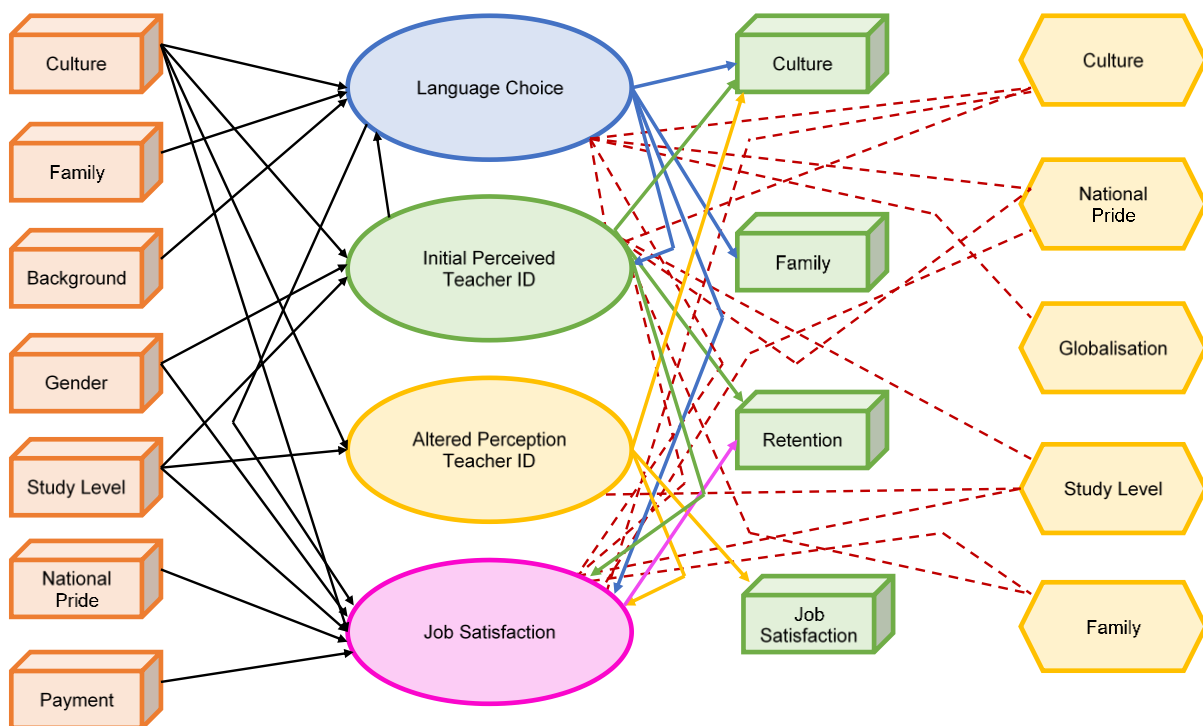 Culture
Family
Background
Gender
Study Level
National
Pride
Payment
Language Choice
Initial Perceived
Teacher ID
Altered Perception
Teacher ID
Job Satisfaction
Culture
Family
Retention
Job
Satisfaction
Culture
National
Pride
Globalisation
Study Level
Family